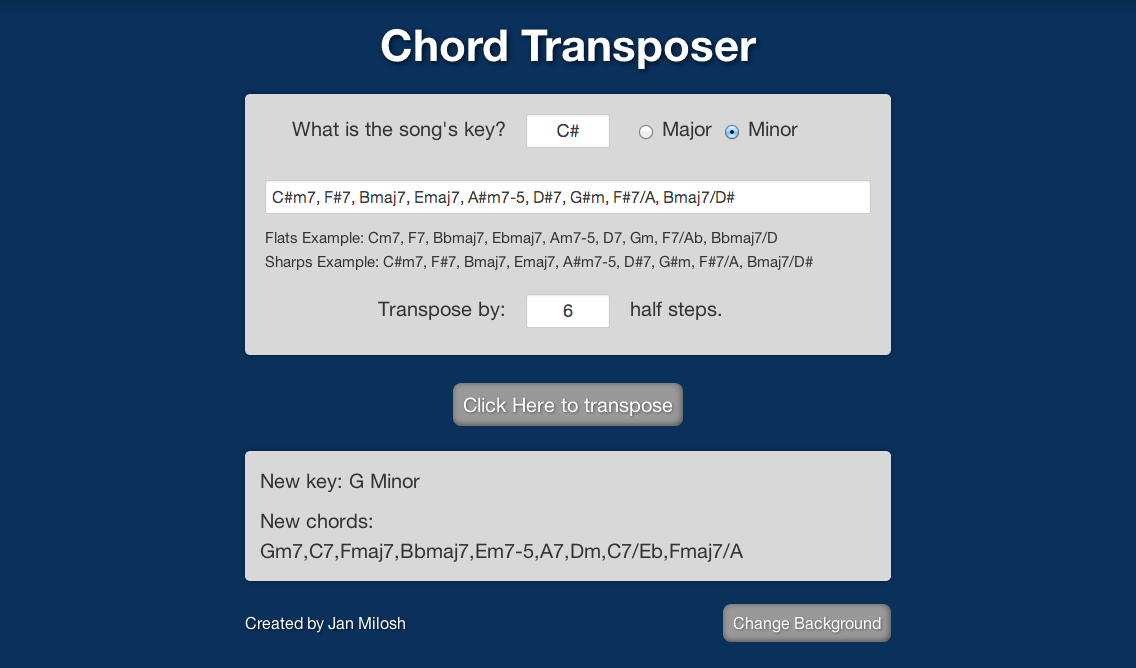 Chord Transposer
What is the song's key? C# Major Minor
C#m7, F#7, Bmaj7, Emaj7, A#m7-5, D#7, G#m, F#7/A, Bmaj7/D#
Flats Example: Cm7, F7, Bbmaj7, Ebmaj7, Am7-5, D7, Gm, F7/Ab, Bbmaj7/D
Sharps Example: C#m7, F#7, Bmaj7, Emaj7, A#m7-5, D#7, G#m, F#7/A, Bmaj7/D#
Transpose by: 6 half steps.
Click Here to transpose
New key: G Minor
New chords:
Gm7,C7,Fmaj7,Bbmaj7,Em7-5,A7,Dm,C7/Eb,Fmaj7/A
Created by Jan Milosh Change Background